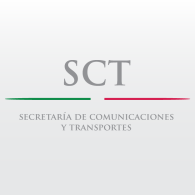 SCT
SECRETARÍA DE COMUNICACIONES
Y TRANSPORTES